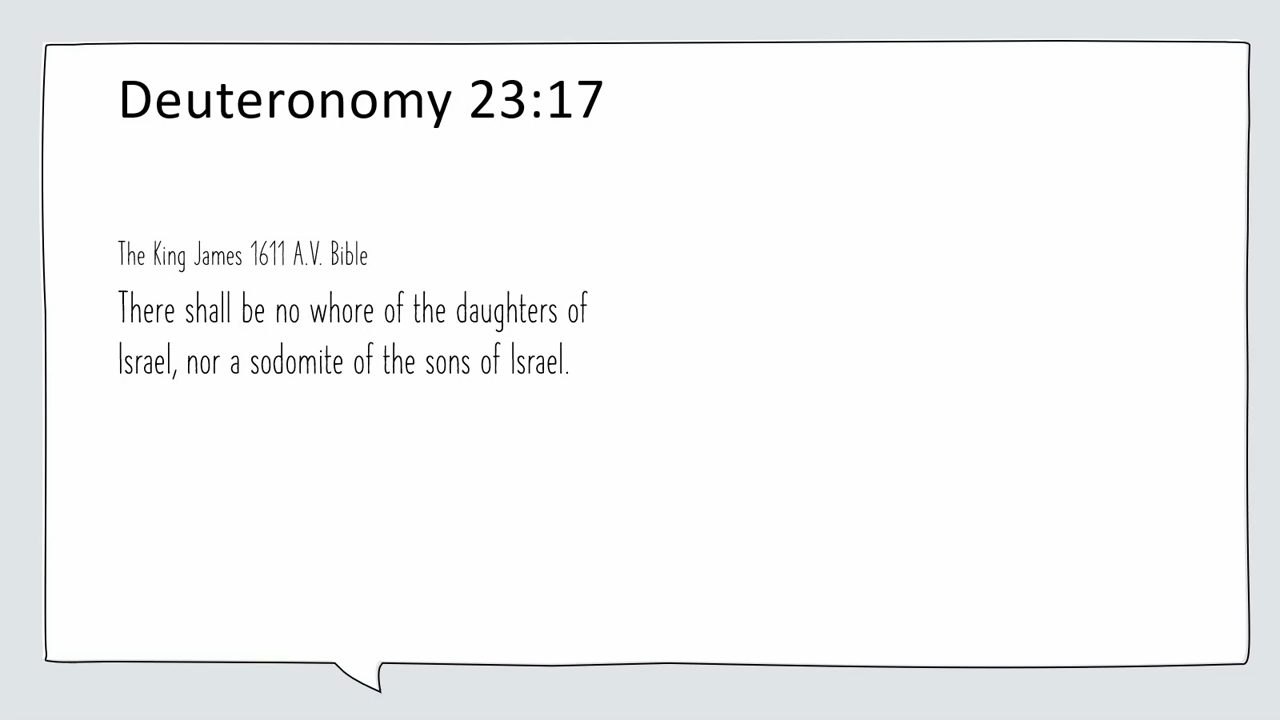 Deuteronomy 23:17
The King James 1611 A.V. Bible
There shall be no whore of the daughters of
Israel, nor a sodomite of the sons of Israel.